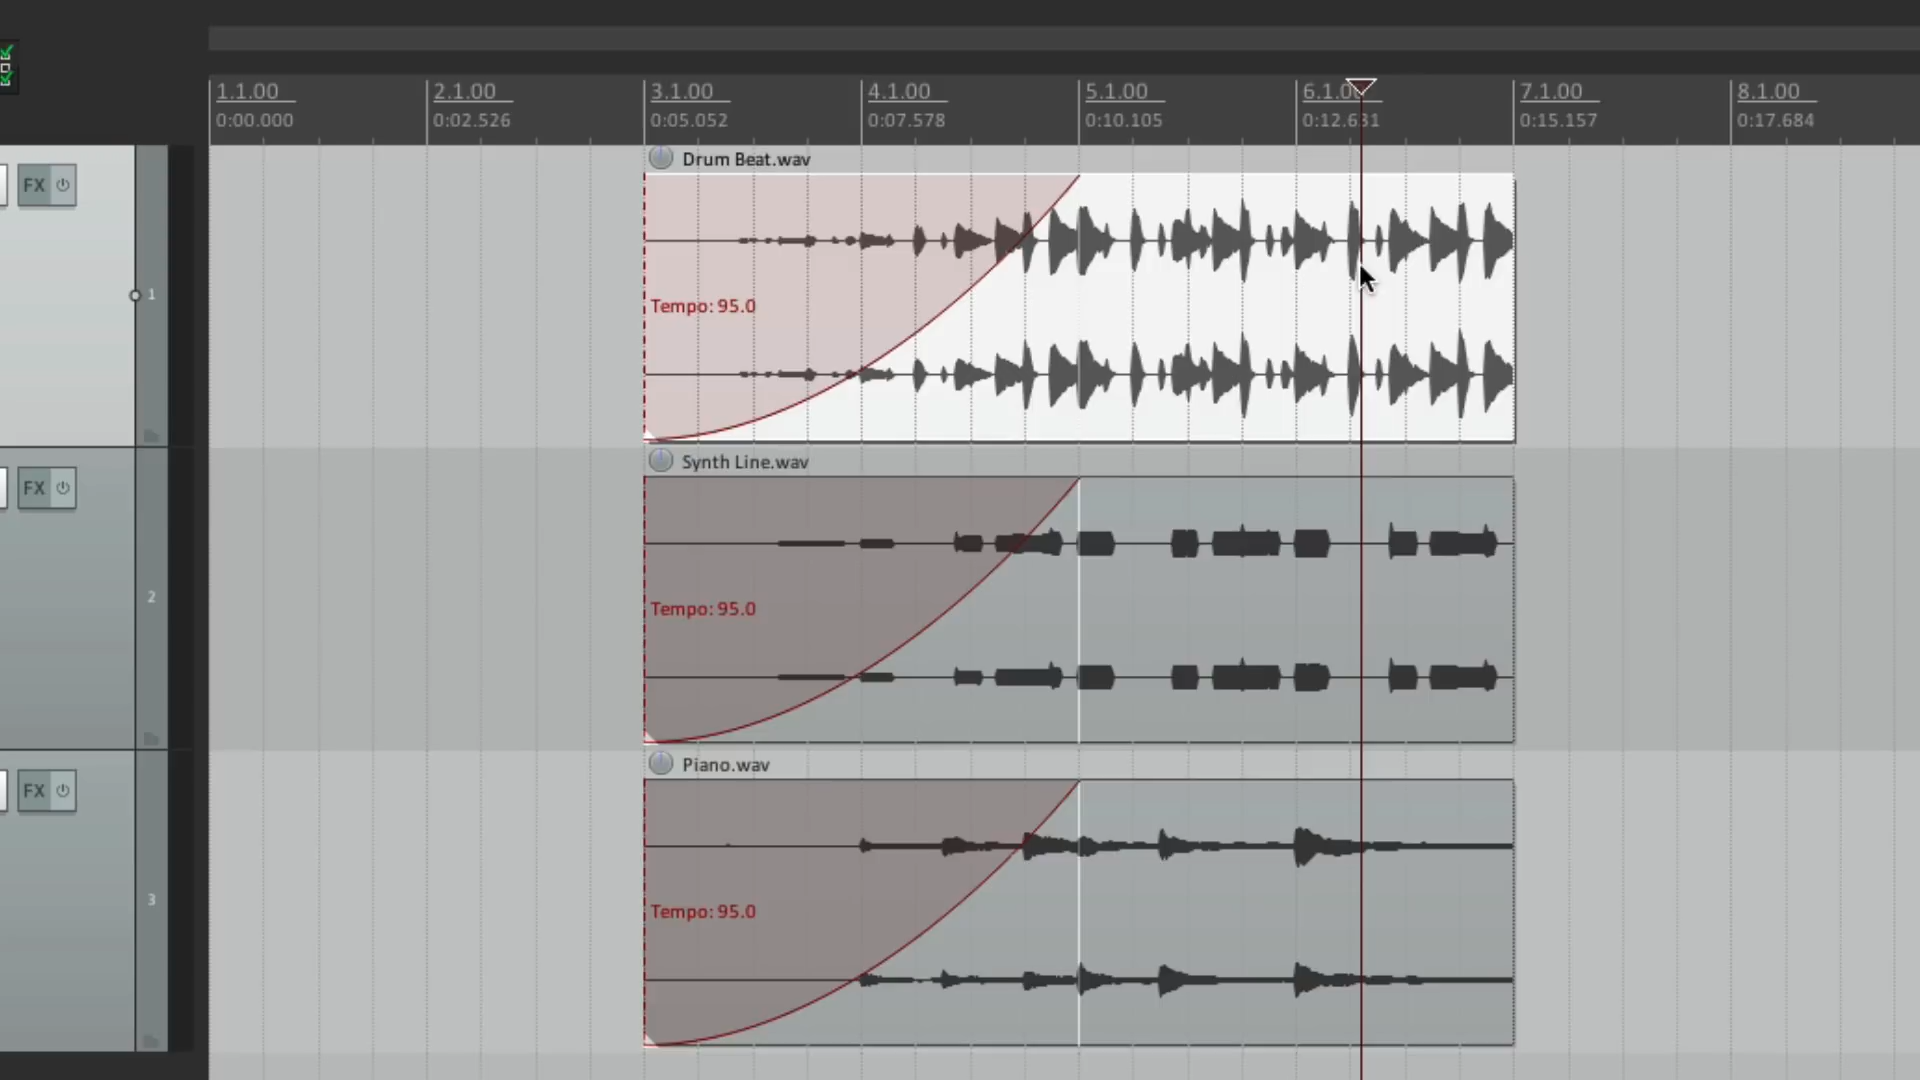 1.1.00 2.1.00 3.1.00 4.1.00 5.1.00 6.1.00 7.1.00 8.1.00
0:00.000 0:02.526 0:05.052 0:07.578 0:10.105 0:12.631 0:15.157 0:17.684
Drum Beat.wav
FX
Tempo: 95.0
1
Synth Line.wav
FX
2
Tempo: 95.0
Piano.wav
FX
3
Tempo: 95.0